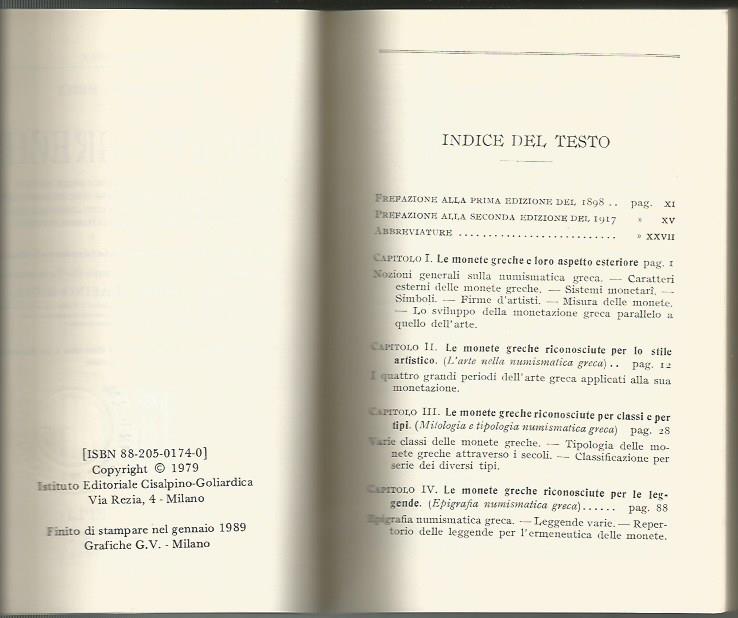 [ISBN 88-205-0174-0]
Copyright © 1979
Istituto Editoriale Cisalpino-Goliardica
Via Rezia, 4 - Milano
Finito di stampare nel gennaio 1989
Grafiche G.V. - Milano
INDICE DEL TESTO
PREFAZIONE ALLA PRIMA EDIZIONE DEL 1898 .. pag. XI
PREFAZIONE ALLA SECONDA EDIZIONE DEL 1917 » XV
ABBREVIATURE .......................... » XXVII
CAPITOLO I. Le monete greche e loro aspetto esteriore pag. 1
Nozioni generali sulla numismatica greca. — Caratteri
esterni delle monete greche. — Sistemi monetari. —
Simboli. — Firme d'artisti. — Misura delle monete.
— Lo sviluppo della monetazione greca parallelo a
quello dell'arte.
CAPITOLO II. Le monete greche riconosciute per lo stile
artistico. (L'arte nella numismatica greca) .. pag. 12
I quattro grandi periodi dell'arte greca applicati alla sua
monetazione.
CAPITOLO III. Le monete greche riconosciute per classi e per
tipi. (Mitologia e tipologia numismatica greca) pag. 28
Varie classi delle monete greche. — Tipologia delle mo-
nete greche attraverso i secoli. — Classificazione per
serie dei diversi tipi.
CAPITOLO IV. Le monete greche riconosciute per le leg-
gende. (Epigrafia numismatica greca)...... pag. 88
Epigrafia numismatica greca. — Leggende varie. — Reper-
torio delle leggende per l'ermeneutica delle monete.